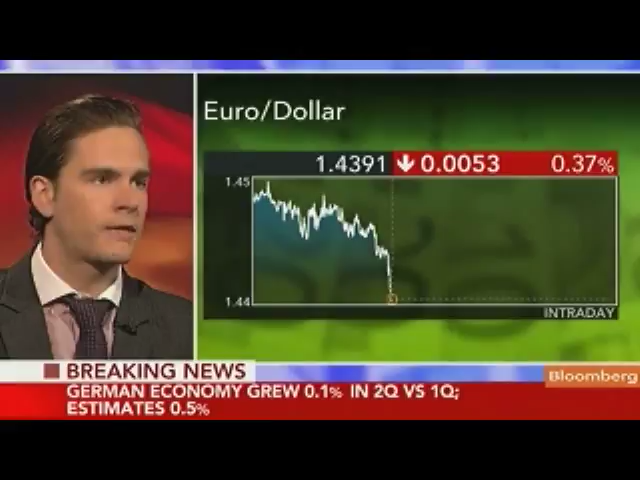 Euro/Dollar
1.4391 0.0053 0.37%
1.45
1.44
INTRADAY
BREAKING NEWS
Bloomberg
GERMAN ECONOMY GREW 0.1% IN 2Q VS 1Q;
ESTIMATES 0.5%